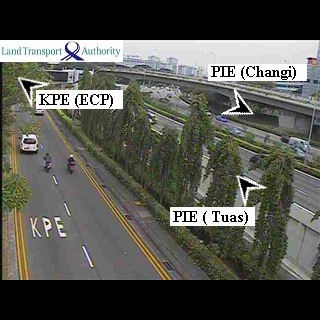 Land Transport Authority
PIE (Changi)
KPE (ECP)
PIE ( Tuas)
KPE